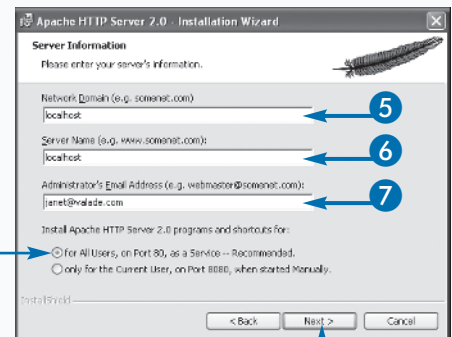 Apache HTTP Server 2.0 - Installation Wizard
Server Information
Please enter your server's information.
Network Domain (e.g. somenet.com)
localhost
5
Server Name (e.g. www.somenet.com):
localhost
6
Administrator's Email Address (e.g. webmaster@somenet.com):
janet@valade.com
7
Install Apache HTTP Server 2.0 programs and shortcuts for:
for All Users, on Port 80, as a Service -- Recommended.
only for the Current User, on Port 8080, when started Manually.
InstallShield
< Back
Next >
Cancel